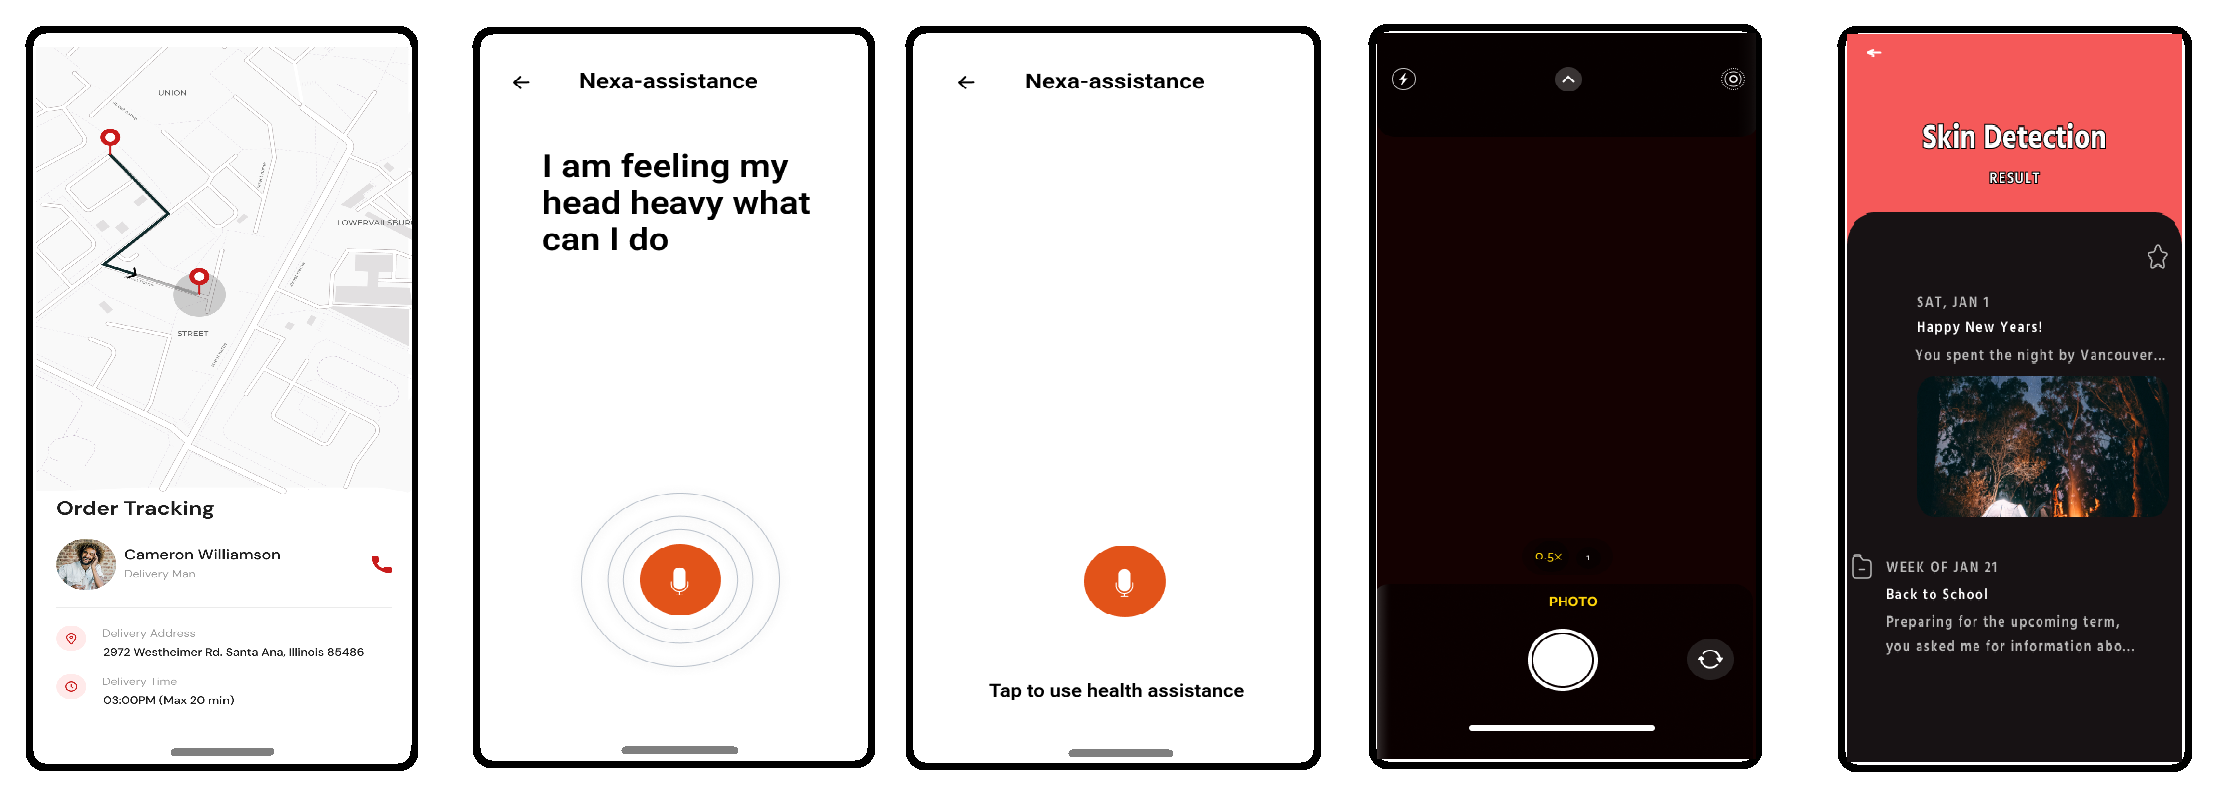 UNION
LOWERVAILSBURG
STREET
Order Tracking
Cameron Williamson
Delivery Man
Delivery Address
2972 Westheimer Rd. Santa Ana, Illinois 85486
Delivery Time
03:00PM (Max 20 min)
Nexa-assistance
I am feeling my
head heavy what
can I do
Nexa-assistance
Tap to use health assistance
0.5×
1
PHOTO
Skin Detection
RESULT
SAT, JAN 1
Happy New Years!
You spent the night by Vancouver...
WEEK OF JAN 21
Back to School
Preparing for the upcoming term,
you asked me for information abo...